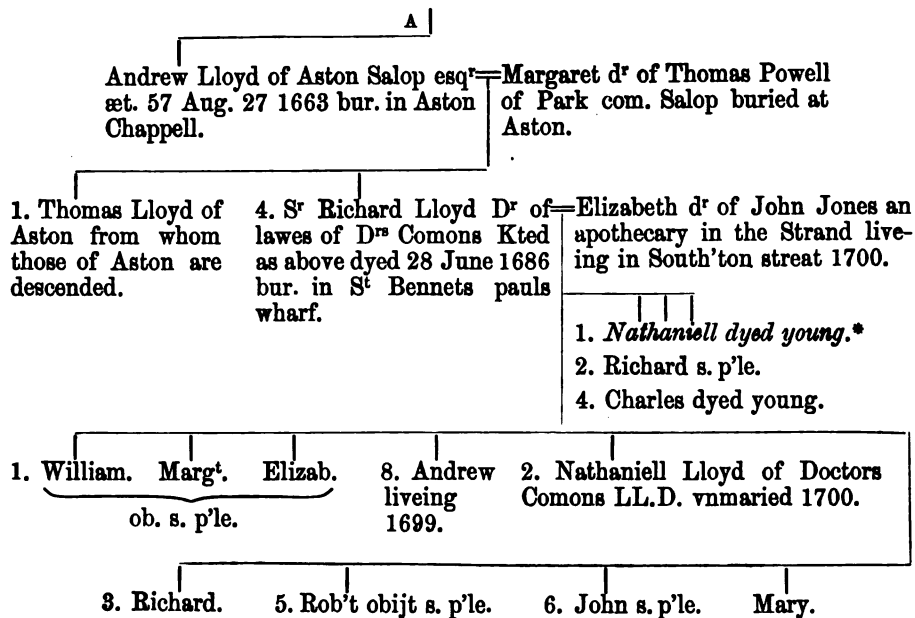 A
Andrew Lloyd of Aston Salop esqʳ=Margaret dʳ of Thomas Powell
æt. 57 Aug. 27 1663 bur. in Aston of Park com. Salop buried at
Chappell. Aston.
1. Thomas Lloyd of
Aston from whom
those of Aston are
descended.
4. Sʳ Richard Lloyd Dʳ of
lawes of Dʳˢ Comons Kted
as above dyed 28 June 1686
bur. in Sᵗ Bennets pauls
wharf.
=Elizabeth dʳ of John Jones an
apothecary in the Strand live-
ing in South'ton streat 1700.
1. Nathaniell dyed young.*
2. Richard s. p'le.
4. Charles dyed young.
1. William. Margᵗ. Elizab.
ob. s. p'le.
8. Andrew
liveing
1699.
2. Nathaniell Lloyd of Doctors
Comons LL.D. vnmaried 1700.
3. Richard. 5. Rob't obijt s. p'le. 6. John s. p'le. Mary.